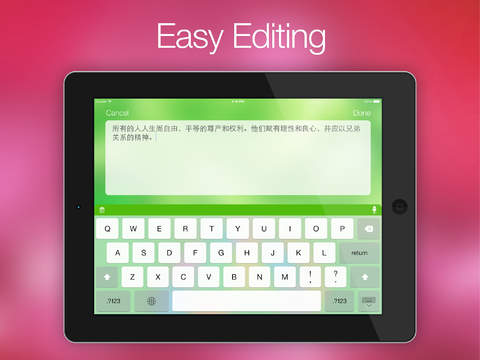 Easy Editing
Cancel
Done
所有的人人生而自由、平等的尊严和权利。他们赋有理性和良心、并应以兄弟
关系的精神。
Q W E R T Y U I O P
A S D F G H J K L return
Z X C V B N M ! , ? .
.?123 .?123